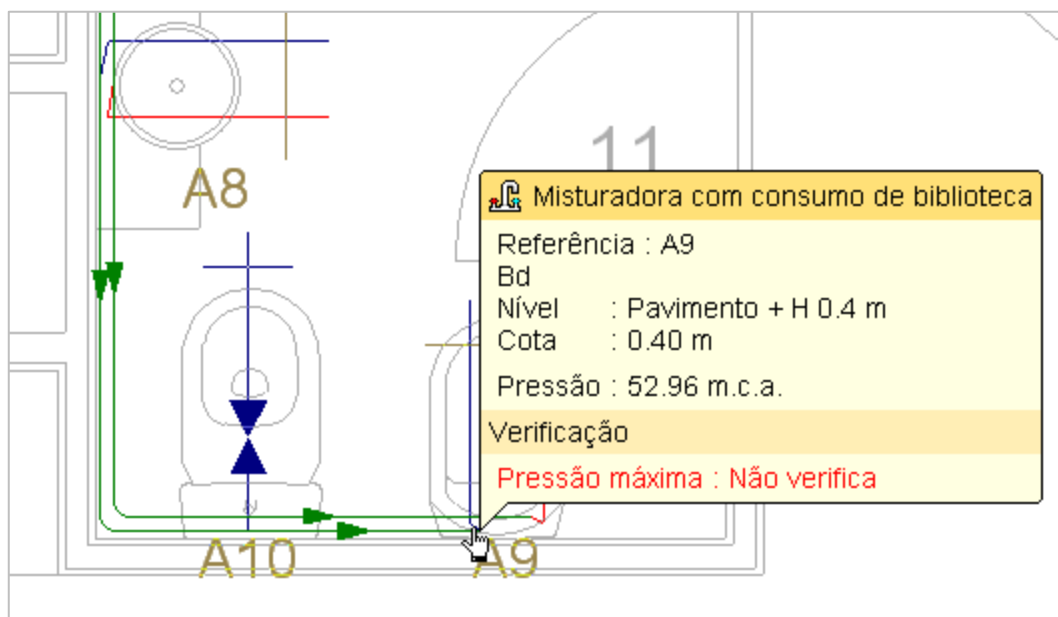 11
A8
Misturadora com consumo de biblioteca
Referência : A9
Bd
Nível : Pavimento + H 0.4 m
Cota : 0.40 m
Pressão : 52.96 m.c.a.
Verificação
Pressão máxima : Não verifica
A10
A9